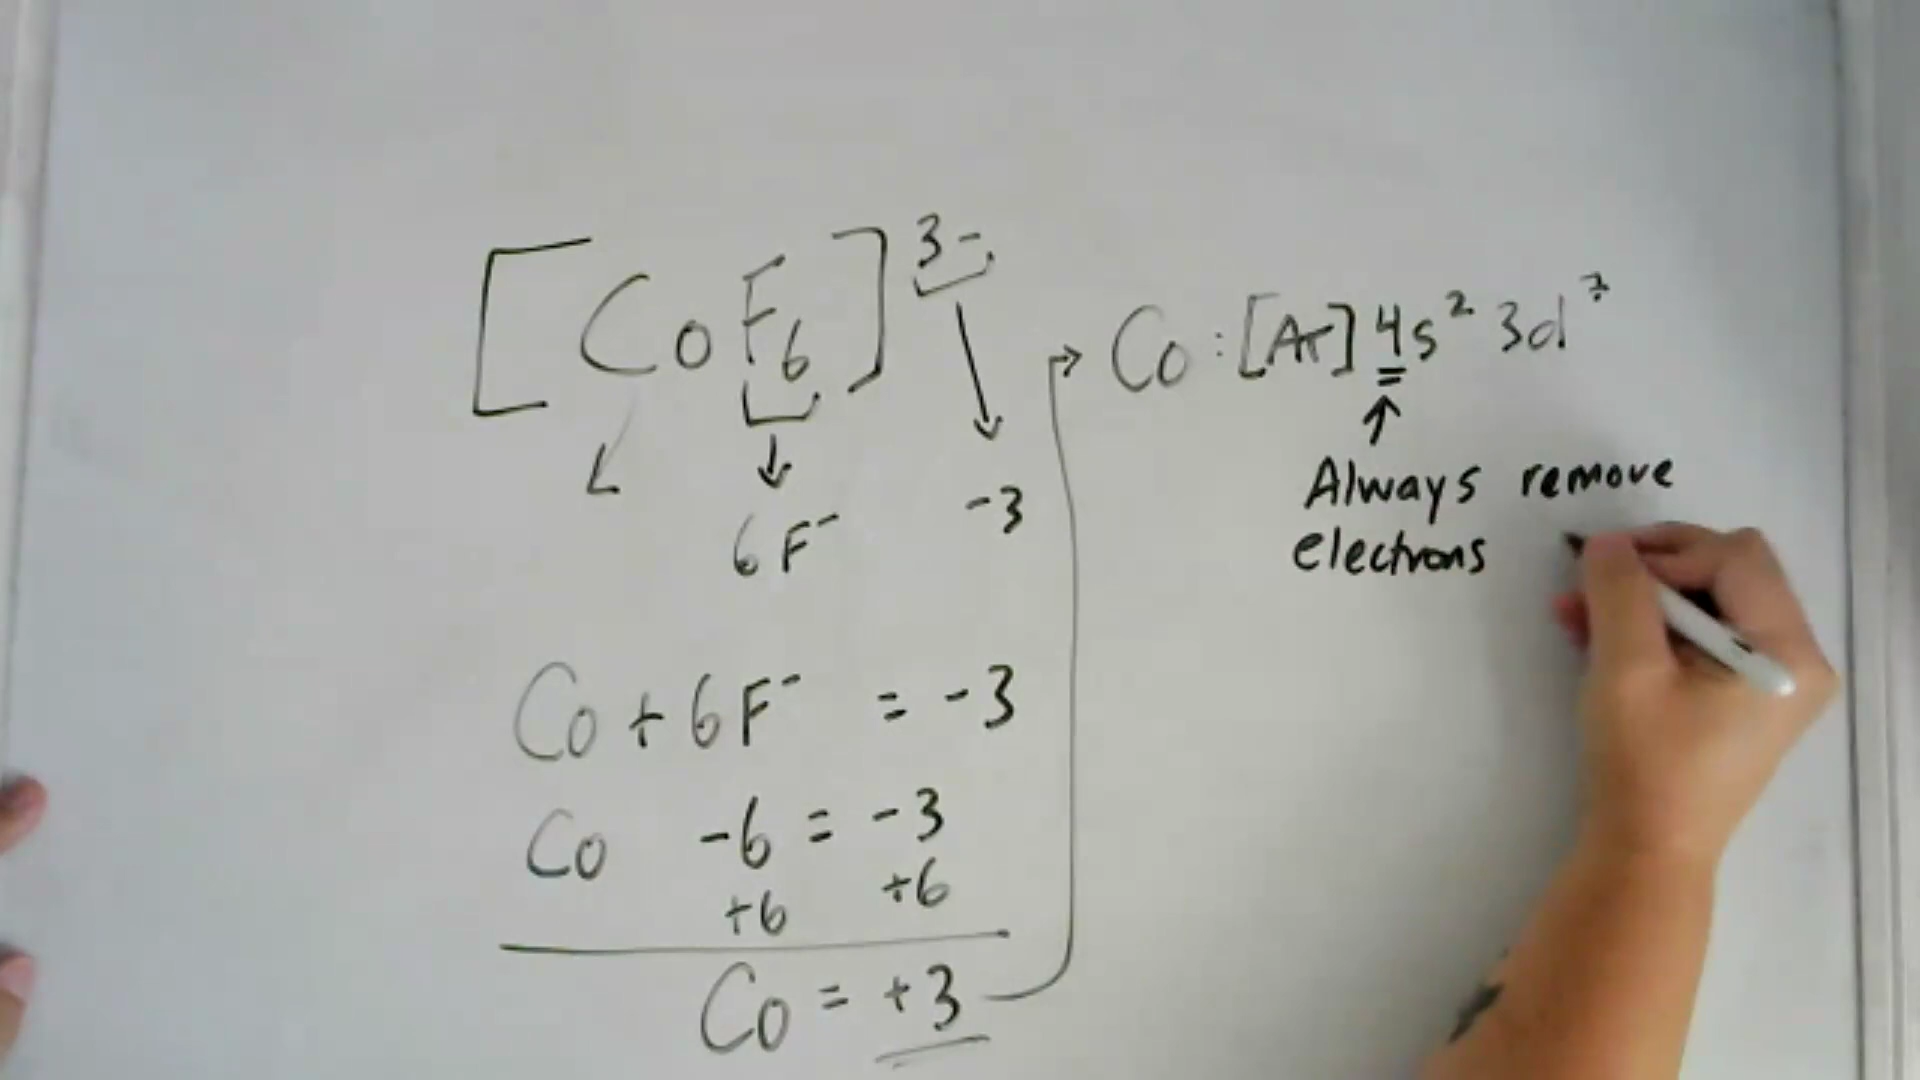 [CoF₆]³⁻
6F⁻
-3
Co + 6F⁻ = -3
Co -6 = -3
+6 +6
Co = +3
Co : [Ar] 4s² 3d⁷
Always remove
electrons